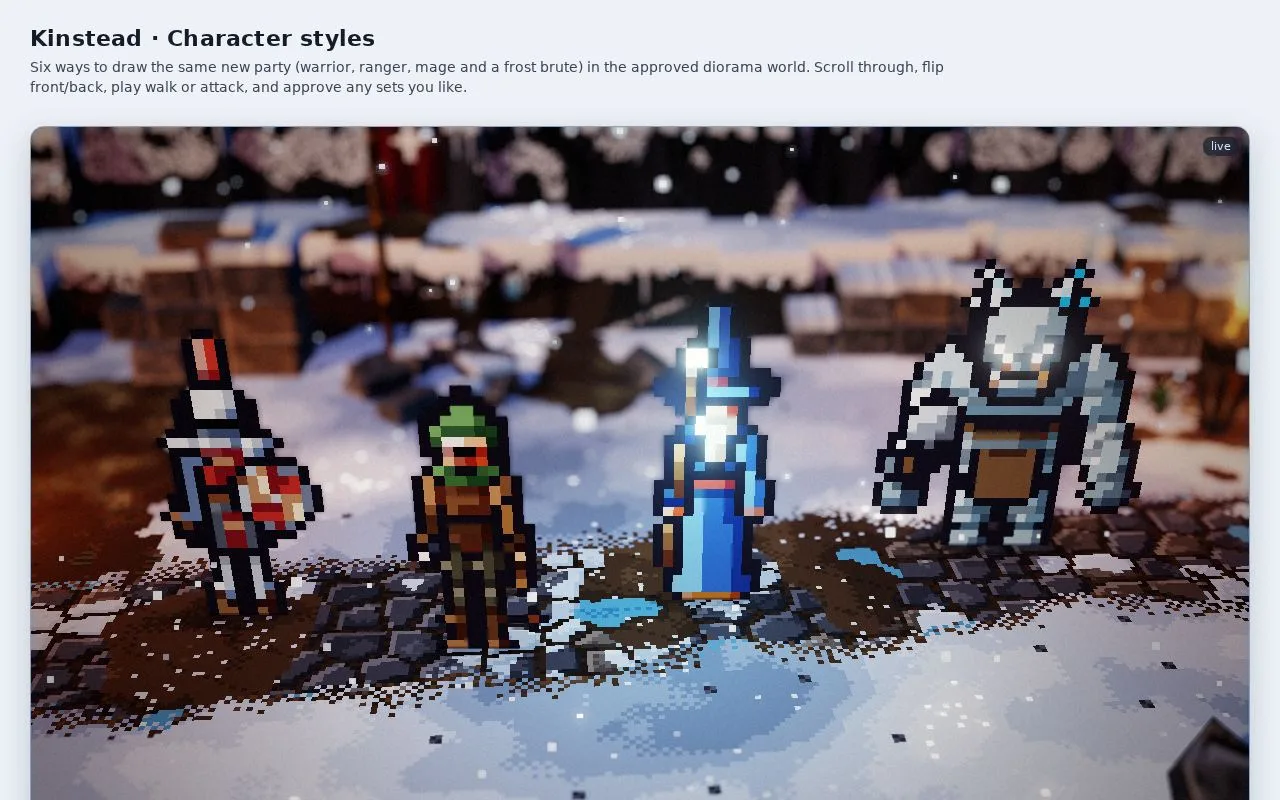 Kinstead · Character styles
Six ways to draw the same new party (warrior, ranger, mage and a frost brute) in the approved diorama world. Scroll through, flip
front/back, play walk or attack, and approve any sets you like.
live